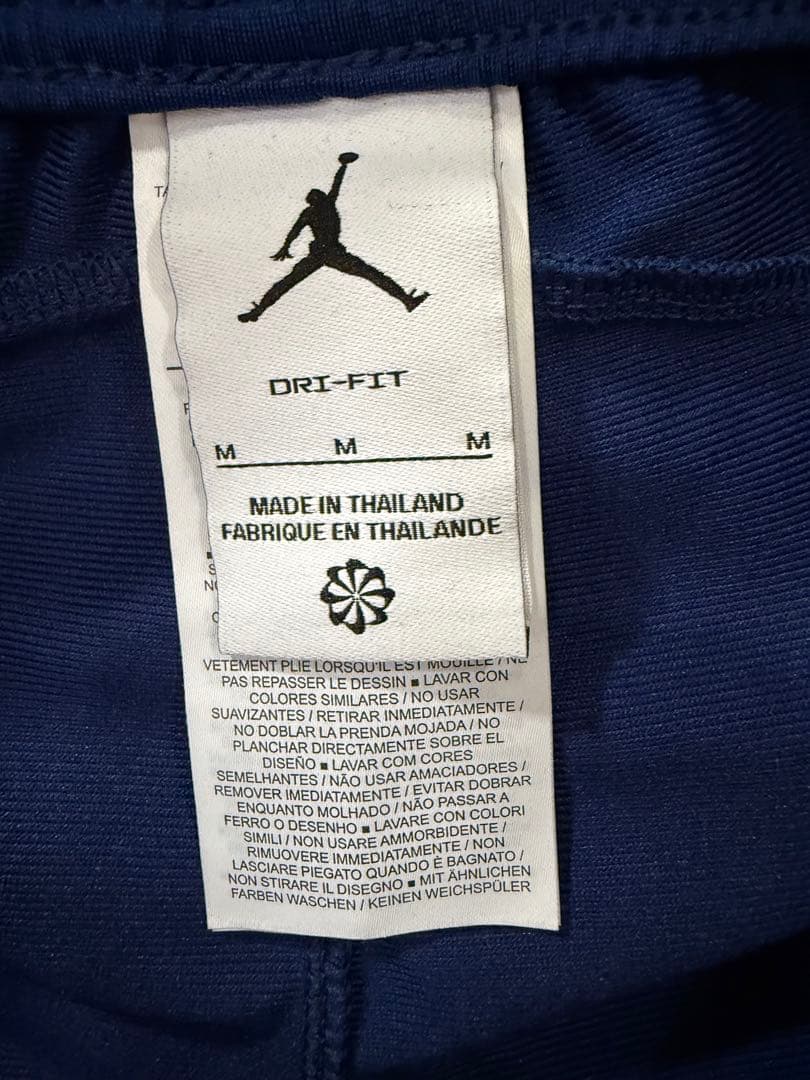 DRI-FIT
M M M
MADE IN THAILAND
FABRIQUE EN THAILANDE
VÊTEMENT PLIÉ LORSQU'IL EST MOUILLÉ / NE
PAS REPASSER LE DESSIN ■ LAVAR CON
COLORES SIMILARES / NO USAR
SUAVIZANTES / RETIRAR INMEDIATAMENTE /
NO DOBLAR LA PRENDA MOJADA / NO
PLANCHAR DIRECTAMENTE SOBRE EL
DISEÑO ■ LAVAR COM CORES
SEMELHANTES / NÃO USAR AMACIADORES /
REMOVER IMEDIATAMENTE / EVITAR DOBRAR
ENQUANTO MOLHADO / NÃO PASSAR A
FERRO O DESENHO ■ LAVARE CON COLORI
SIMILI / NON USARE AMMORBIDENTE /
RIMUOVERE IMMEDIATAMENTE / NON
LASCIARE PIEGATO QUANDO È BAGNATO /
NON STIRARE IL DISEGNO ■ MIT ÄHNLICHEN
FARBEN WASCHEN / KEINEN WEICHSPÜLER